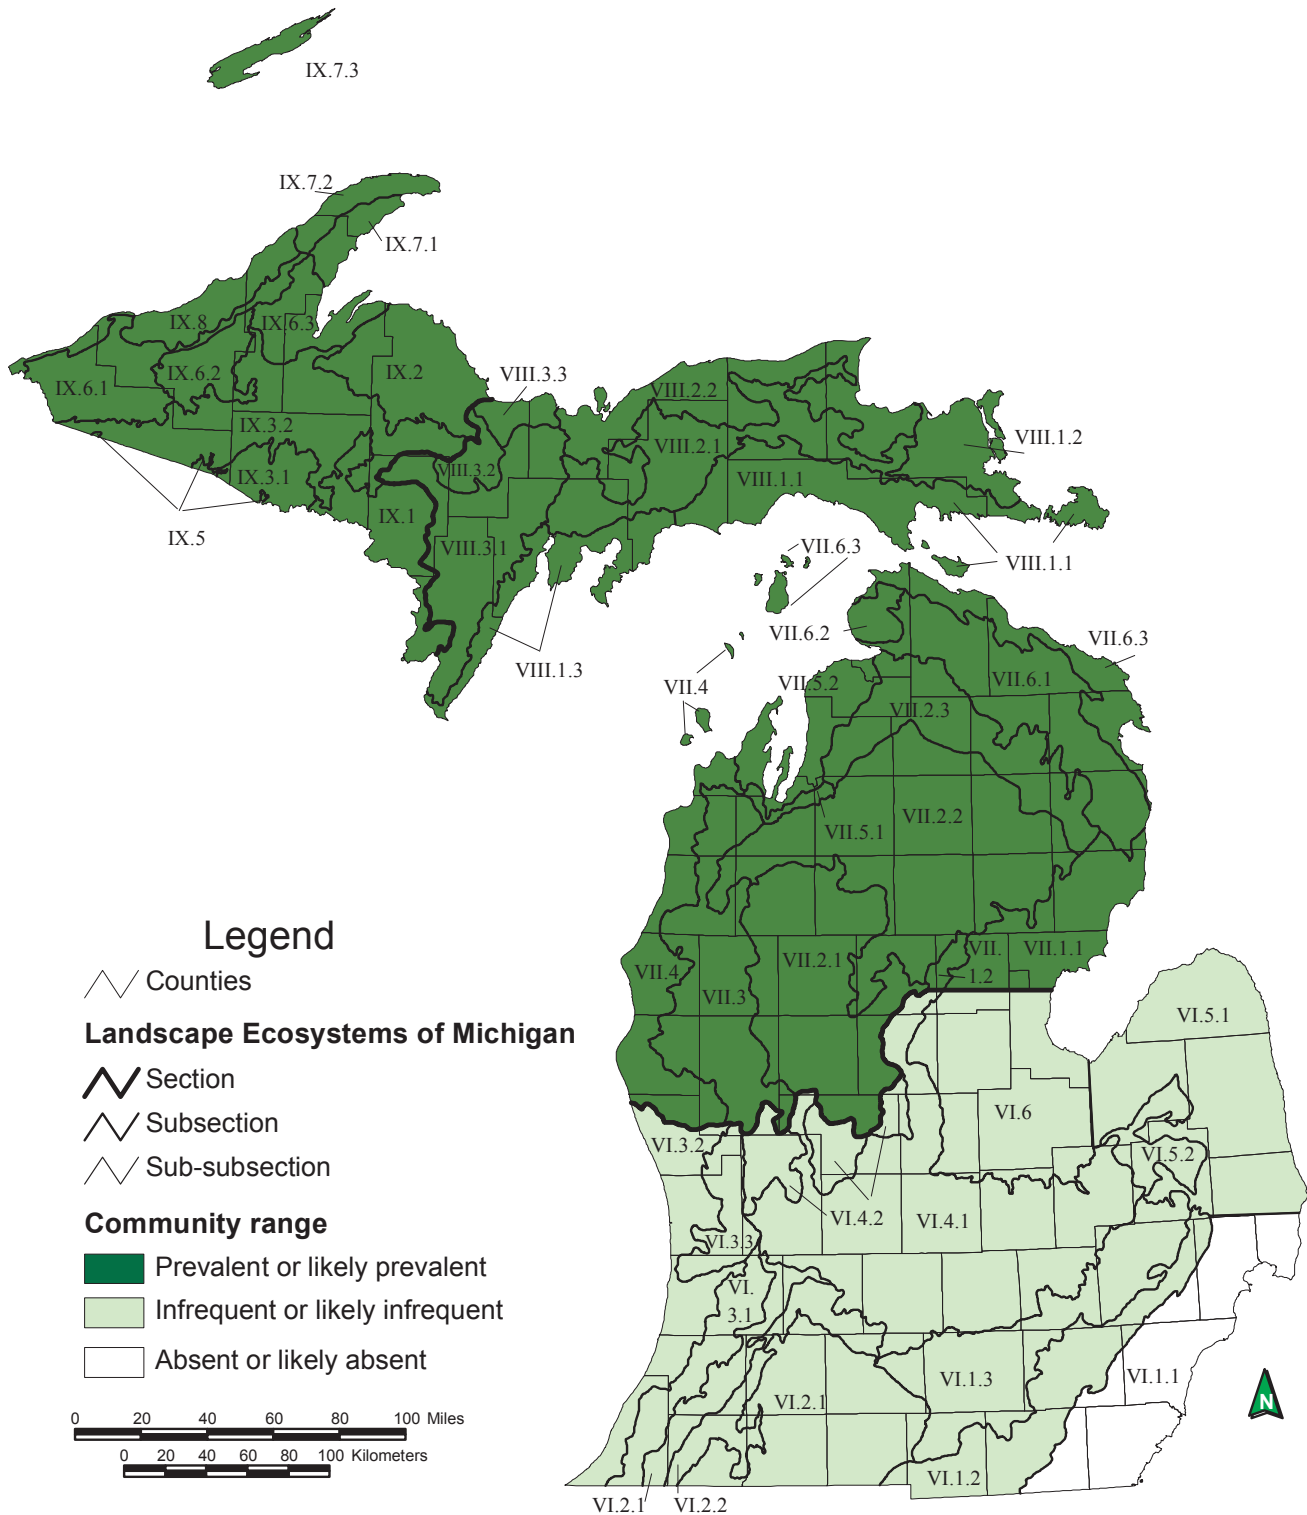 IX.7.3
IX.7.2
IX.7.1
IX.8
IX.6.3
IX.6.1
IX.6.2
IX.2
VIII.3.3
VIII.2.2
IX.3.2
VIII.2.1
VIII.1.2
IX.3.1
VIII.3.2
VIII.1.1
IX.1
IX.5
VIII.3.1
VII.6.3
VIII.1.1
VII.6.2
VII.6.3
VIII.1.3
VII.4
VII.5.2
VII.6.1
VII.2.3
VII.5.1
VII.2.2
VII.4
VII.3
VII.2.1
VII.
1.2
VII.1.1
VI.5.1
VI.6
VI.3.2
VI.5.2
VI.4.2
VI.4.1
VI.3.3
VI.
3.1
VI.1.3
VI.1.1
VI.2.1
VI.1.2
VI.2.1
VI.2.2
Legend
Counties
Landscape Ecosystems of Michigan
Section
Subsection
Sub-subsection
Community range
Prevalent or likely prevalent
Infrequent or likely infrequent
Absent or likely absent
0 20 40 60 80 100 Miles
0 20 40 60 80 100 Kilometers
N